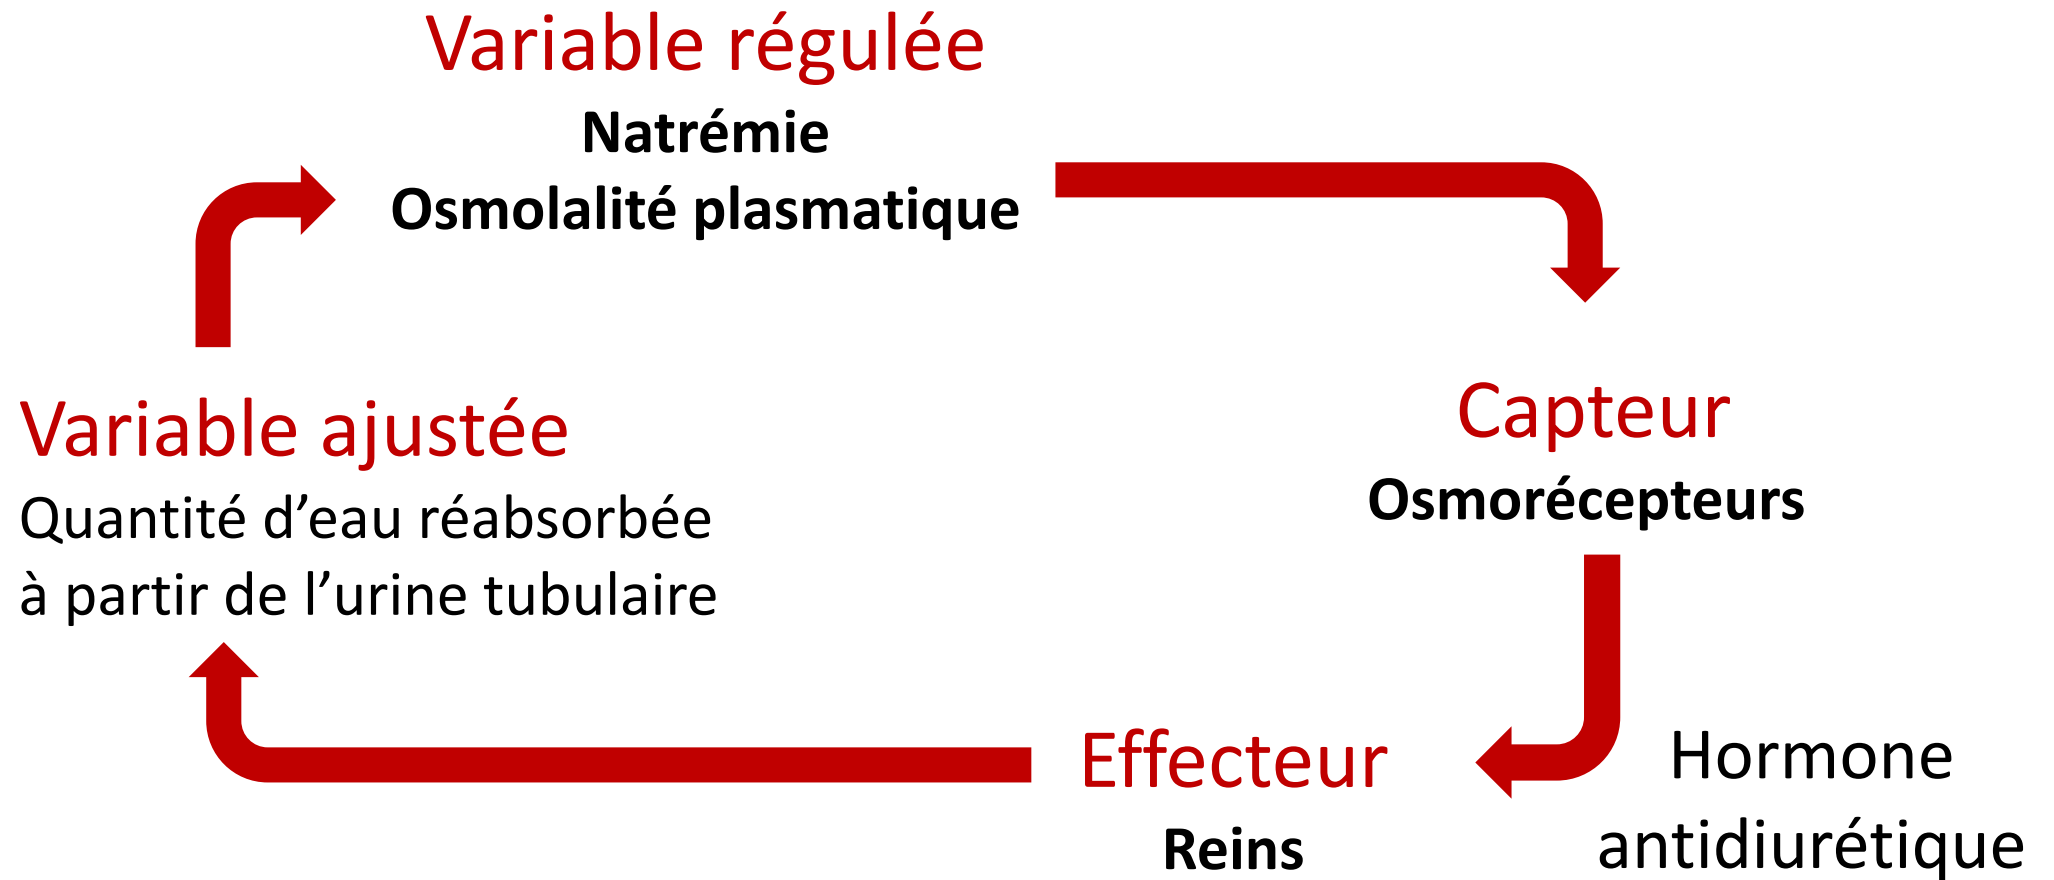 Variable régulée
Natrémie
Osmolalité plasmatique
Capteur
Osmorécepteurs
Variable ajustée
Quantité d’eau réabsorbée
à partir de l’urine tubulaire
Effecteur
Reins
Hormone
antidiurétique